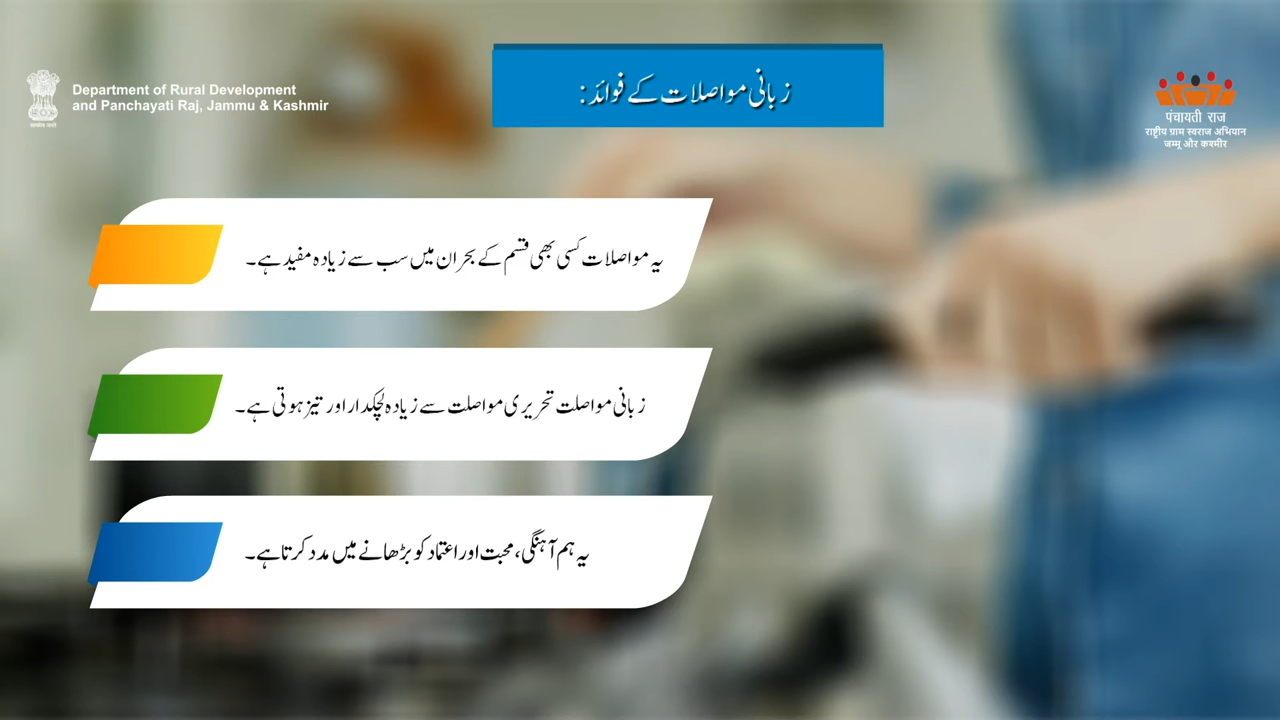 Department of Rural Development
and Panchayati Raj, Jammu & Kashmir
زبانی مواصلات کے فوائد:
पंचायती राज
राष्ट्रीय ग्राम स्वराज अभियान
जम्मू और कश्मीर
یہ مواصلات کسی بھی قسم کے بحران میں سب سے زیادہ مفید ہے۔
زبانی مواصلت تحریری مواصلت سے زیادہ لچکدار اور تیز ہوتی ہے۔
یہ ہم آہنگی، محبت اور اعتماد کو بڑھانے میں مدد کرتا ہے۔